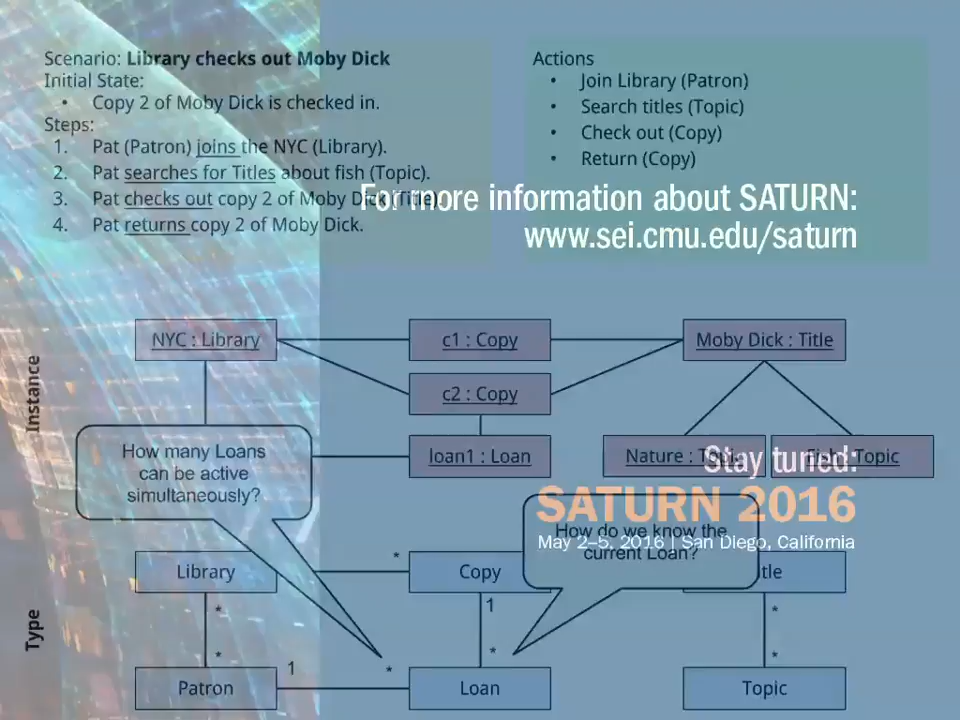 Scenario: Library checks out Moby Dick
Initial State:
• Copy 2 of Moby Dick is checked in.
Steps:
1. Pat (Patron) joins the NYC (Library).
2. Pat searches for Titles about fish (Topic).
3. Pat checks out copy 2 of Moby Dick (Title).
4. Pat returns copy 2 of Moby Dick.
Actions
• Join Library (Patron)
• Search titles (Topic)
• Check out (Copy)
• Return (Copy)
For more information about SATURN:
www.sei.cmu.edu/saturn
Instance
NYC : Library
c1 : Copy
Moby Dick : Title
c2 : Copy
How many Loans
can be active
simultaneously?
loan1 : Loan
Nature : Topic
Fish : Topic
Stay tuned:
SATURN 2016
May 2–5, 2016 | San Diego, California
How do we know the
current Loan?
Type
Library
*
Copy
1
*
*
*
*
*
Patron
1
*
Loan
Topic